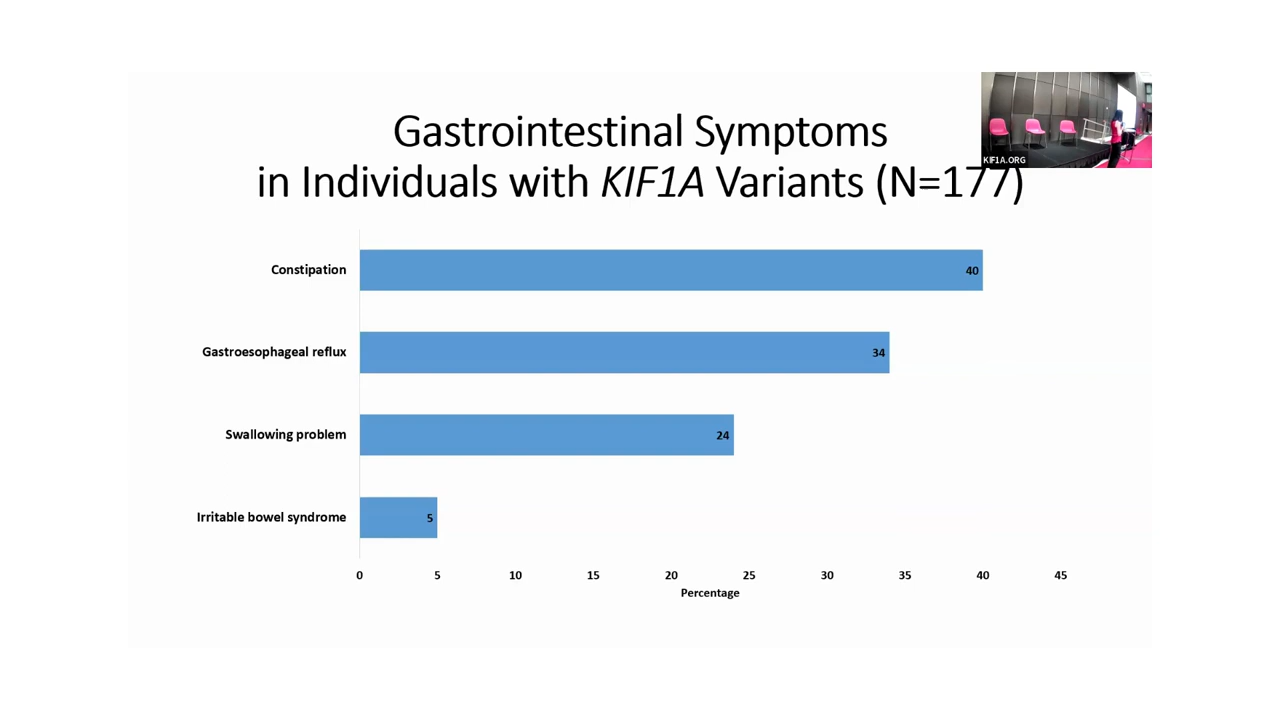 Gastrointestinal Symptoms
in Individuals with KIF1A Variants (N=177)
KIF1A.ORG
Constipation
40
Gastroesophageal reflux
34
Swallowing problem
24
Irritable bowel syndrome
5
0 5 10 15 20 25 30 35 40 45
Percentage